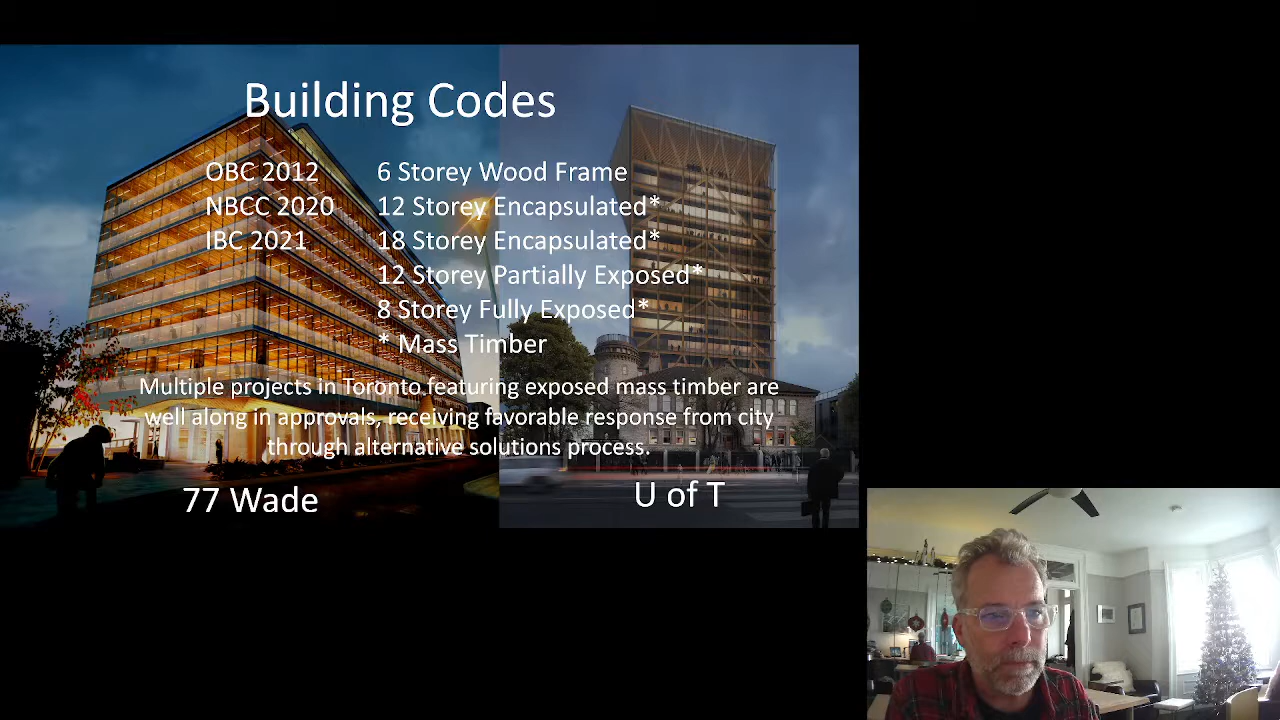 Building Codes
OBC 2012 6 Storey Wood Frame
NBCC 2020 12 Storey Encapsulated*
IBC 2021 18 Storey Encapsulated*
12 Storey Partially Exposed*
8 Storey Fully Exposed*
* Mass Timber
Multiple projects in Toronto featuring exposed mass timber are
well along in approvals, receiving favorable response from city
through alternative solutions process.
77 Wade
U of T